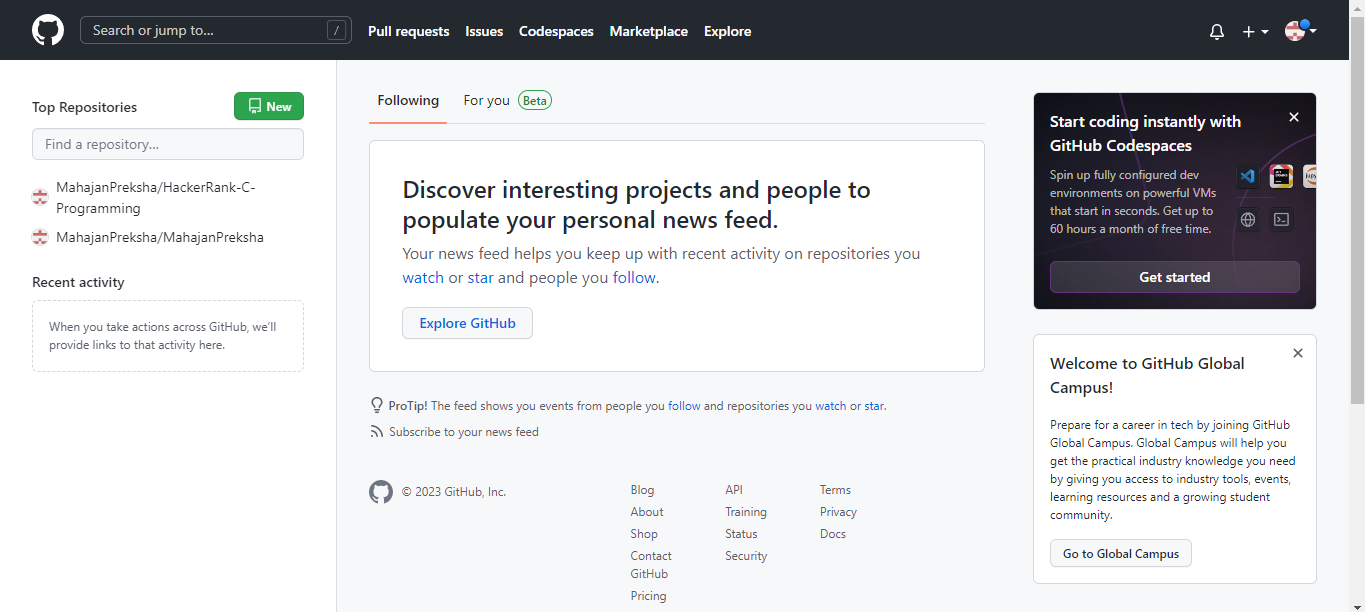 Search or jump to...
/
Pull requests
Issues
Codespaces
Marketplace
Explore
Top Repositories
New
Find a repository...
MahajanPreksha/HackerRank-C-
Programming
MahajanPreksha/MahajanPreksha
Recent activity
When you take actions across GitHub, we'll
provide links to that activity here.
Following
For you
Beta
Discover interesting projects and people to
populate your personal news feed.
Your news feed helps you keep up with recent activity on repositories you
watch or star and people you follow.
Explore GitHub
ProTip! The feed shows you events from people you follow and repositories you watch or star.
Subscribe to your news feed
© 2023 GitHub, Inc.
Blog
About
Shop
Contact
GitHub
Pricing
API
Training
Status
Security
Terms
Privacy
Docs
Start coding instantly with
GitHub Codespaces
Spin up fully configured dev
environments on powerful VMs
that start in seconds. Get up to
60 hours a month of free time.
Get started
Welcome to GitHub Global
Campus!
Prepare for a career in tech by joining GitHub
Global Campus. Global Campus will help you
get the practical industry knowledge you need
by giving you access to industry tools, events,
learning resources and a growing student
community.
Go to Global Campus